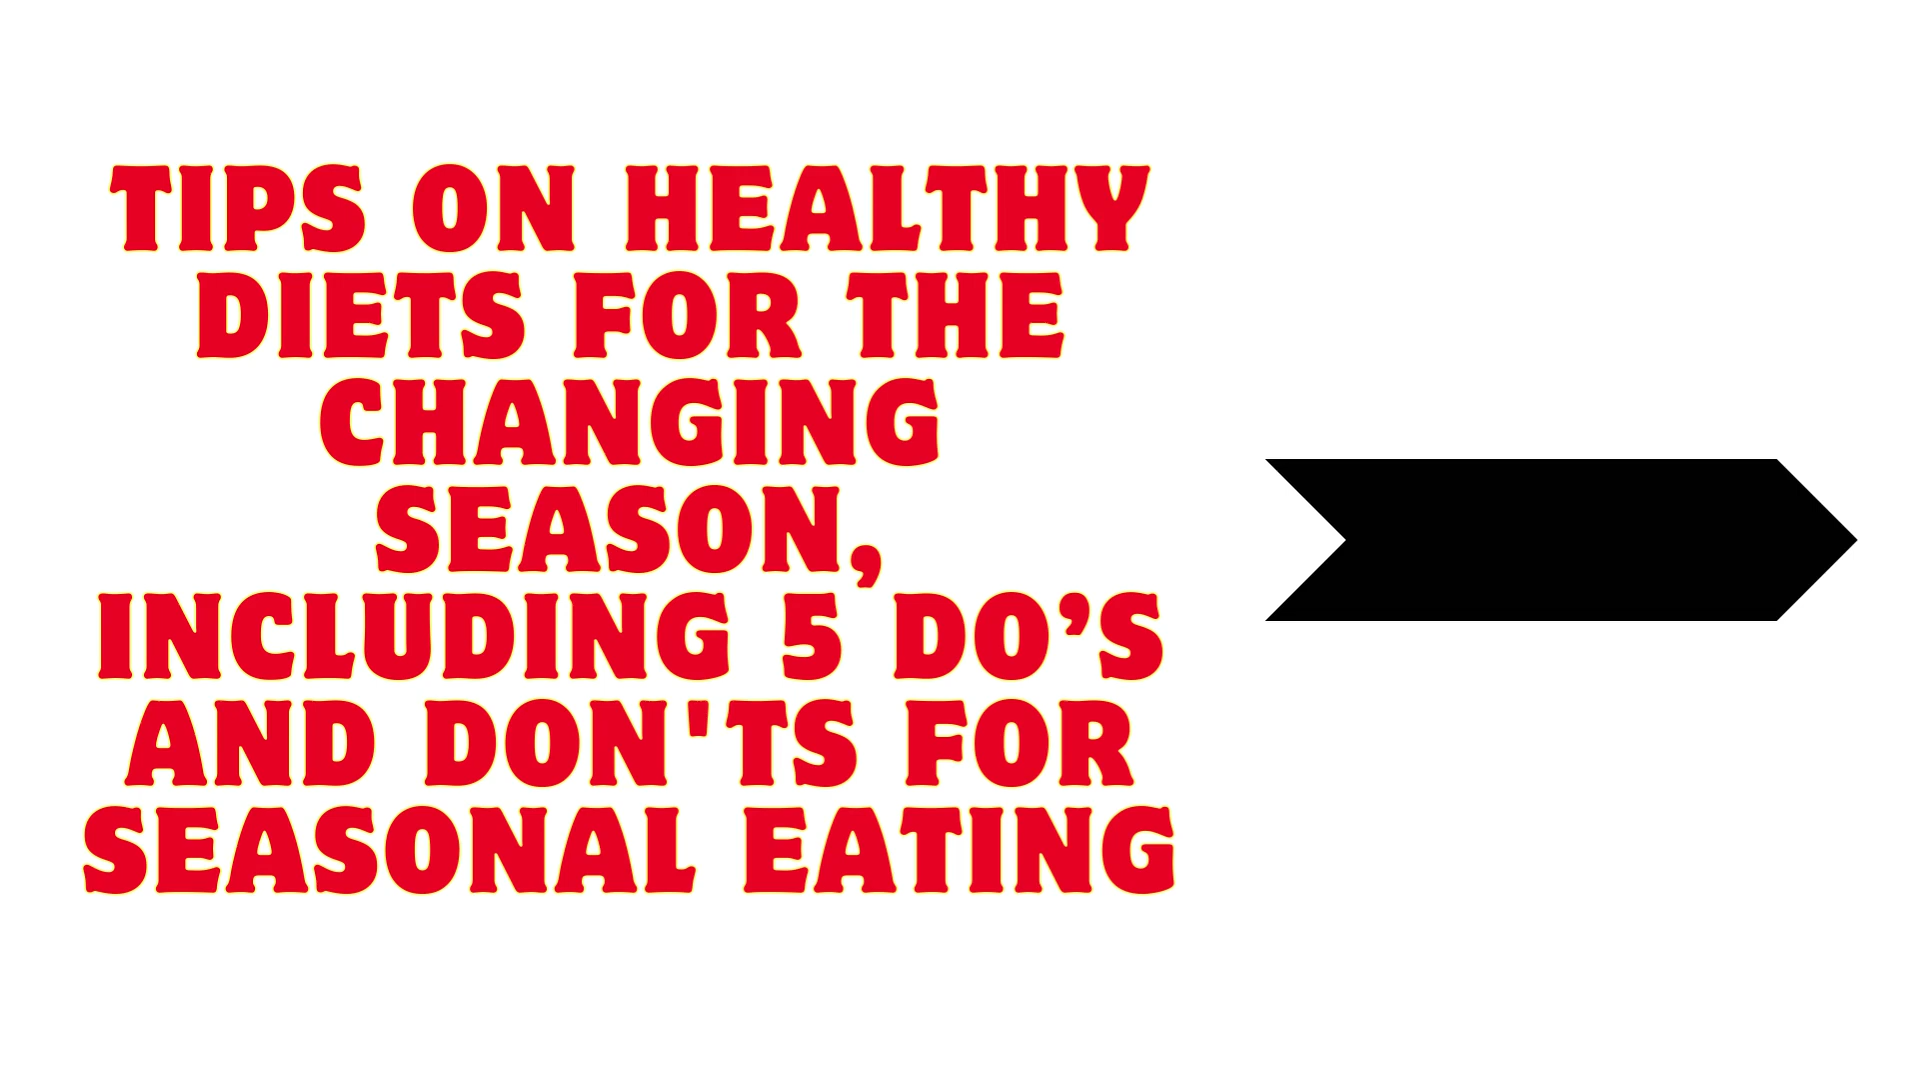 TIPS ON HEALTHY
DIETS FOR THE
CHANGING
SEASON,
INCLUDING 5 DO’S
AND DON'TS FOR
SEASONAL EATING